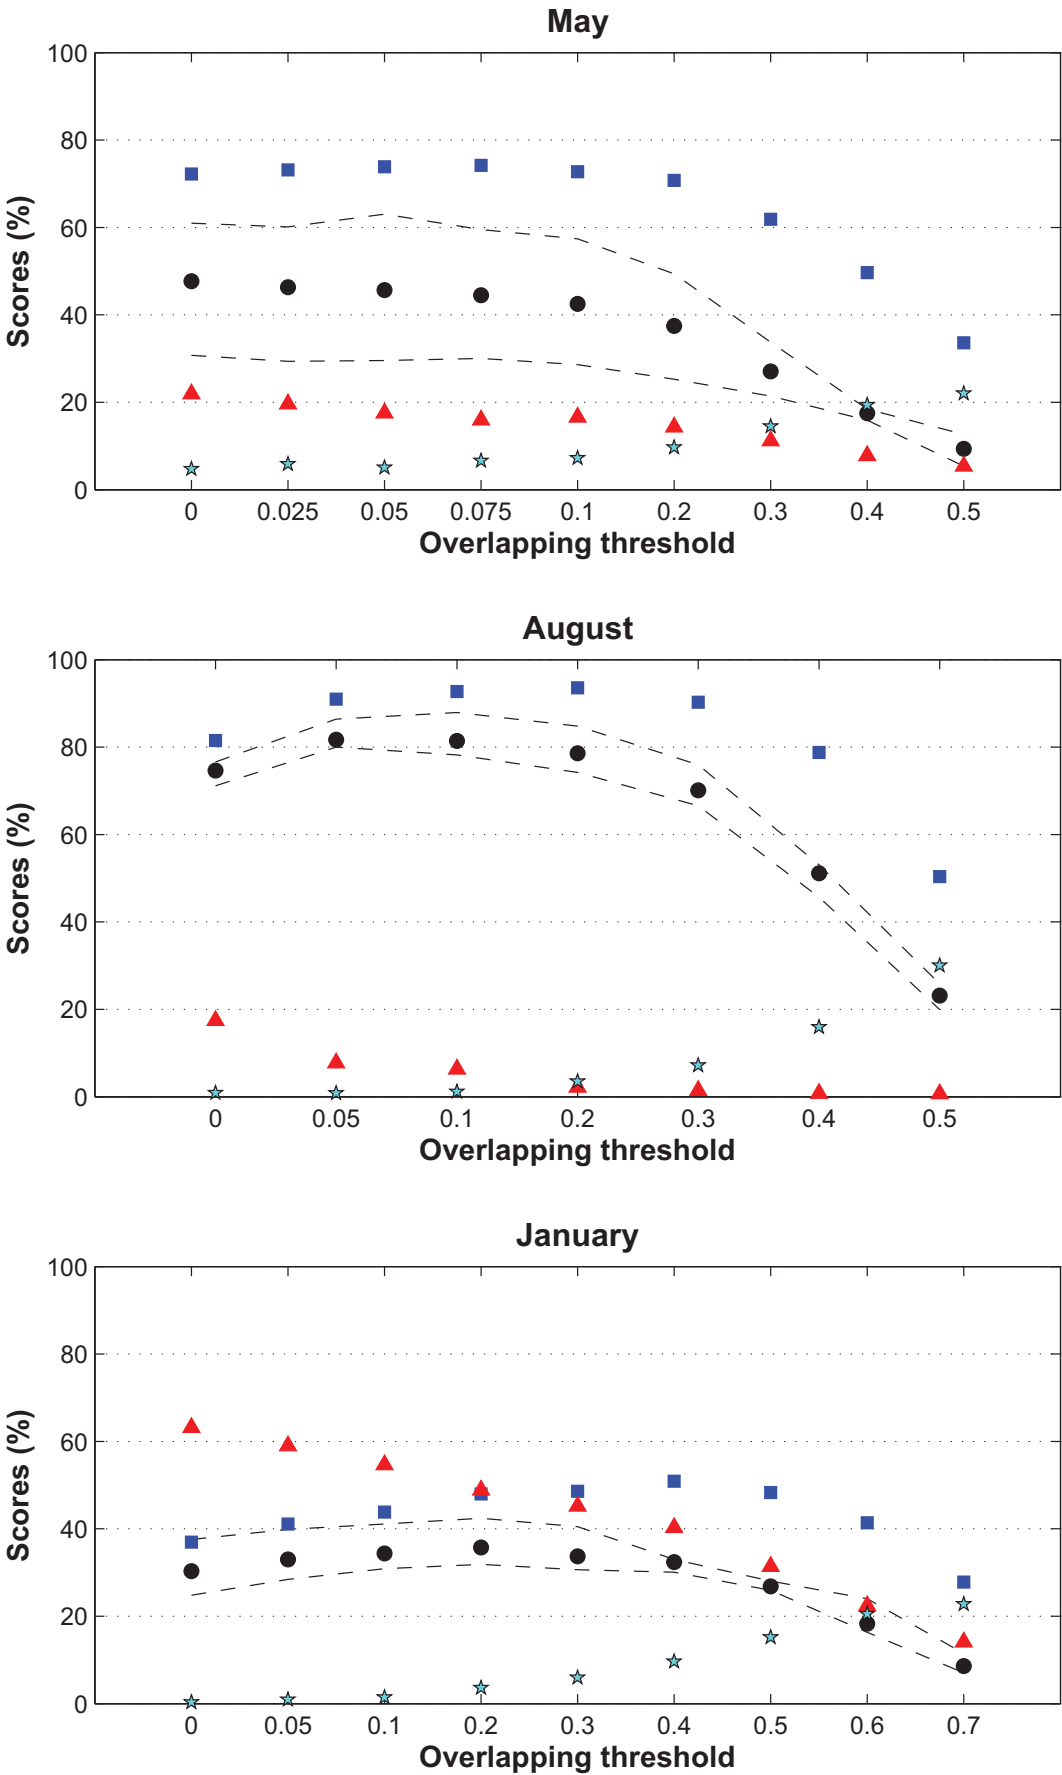 May
100
80
60
40
20
0
Scores (%)
0 0.025 0.05 0.075 0.1 0.2 0.3 0.4 0.5
Overlapping threshold
August
100
80
60
40
20
0
Scores (%)
0 0.05 0.1 0.2 0.3 0.4 0.5
Overlapping threshold
January
100
80
60
40
20
0
Scores (%)
0 0.05 0.1 0.2 0.3 0.4 0.5 0.6 0.7
Overlapping threshold